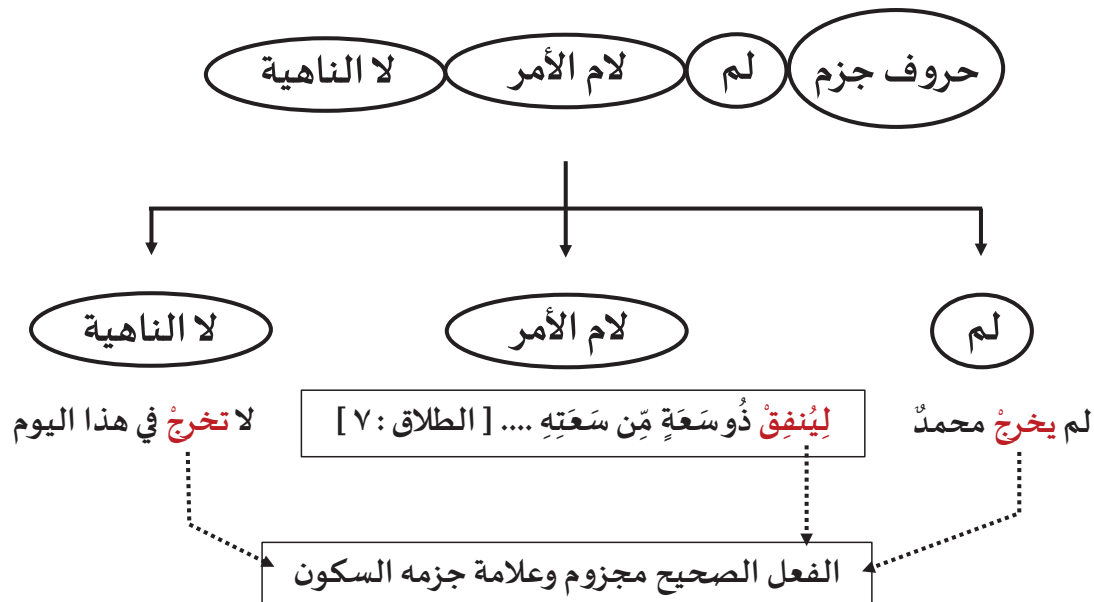 حروف جزم لم لام الأمر لا الناهية
لم لام الأمر لا الناهية
لم يخرجْ محمدٌ
لِيُنفِقْ ذُو سَعَةٍ مِّن سَعَتِهِ .... [ الطلاق : ٧ ]
لا تخرجْ في هذا اليوم
الفعل الصحيح مجزوم وعلامة جزمه السكون